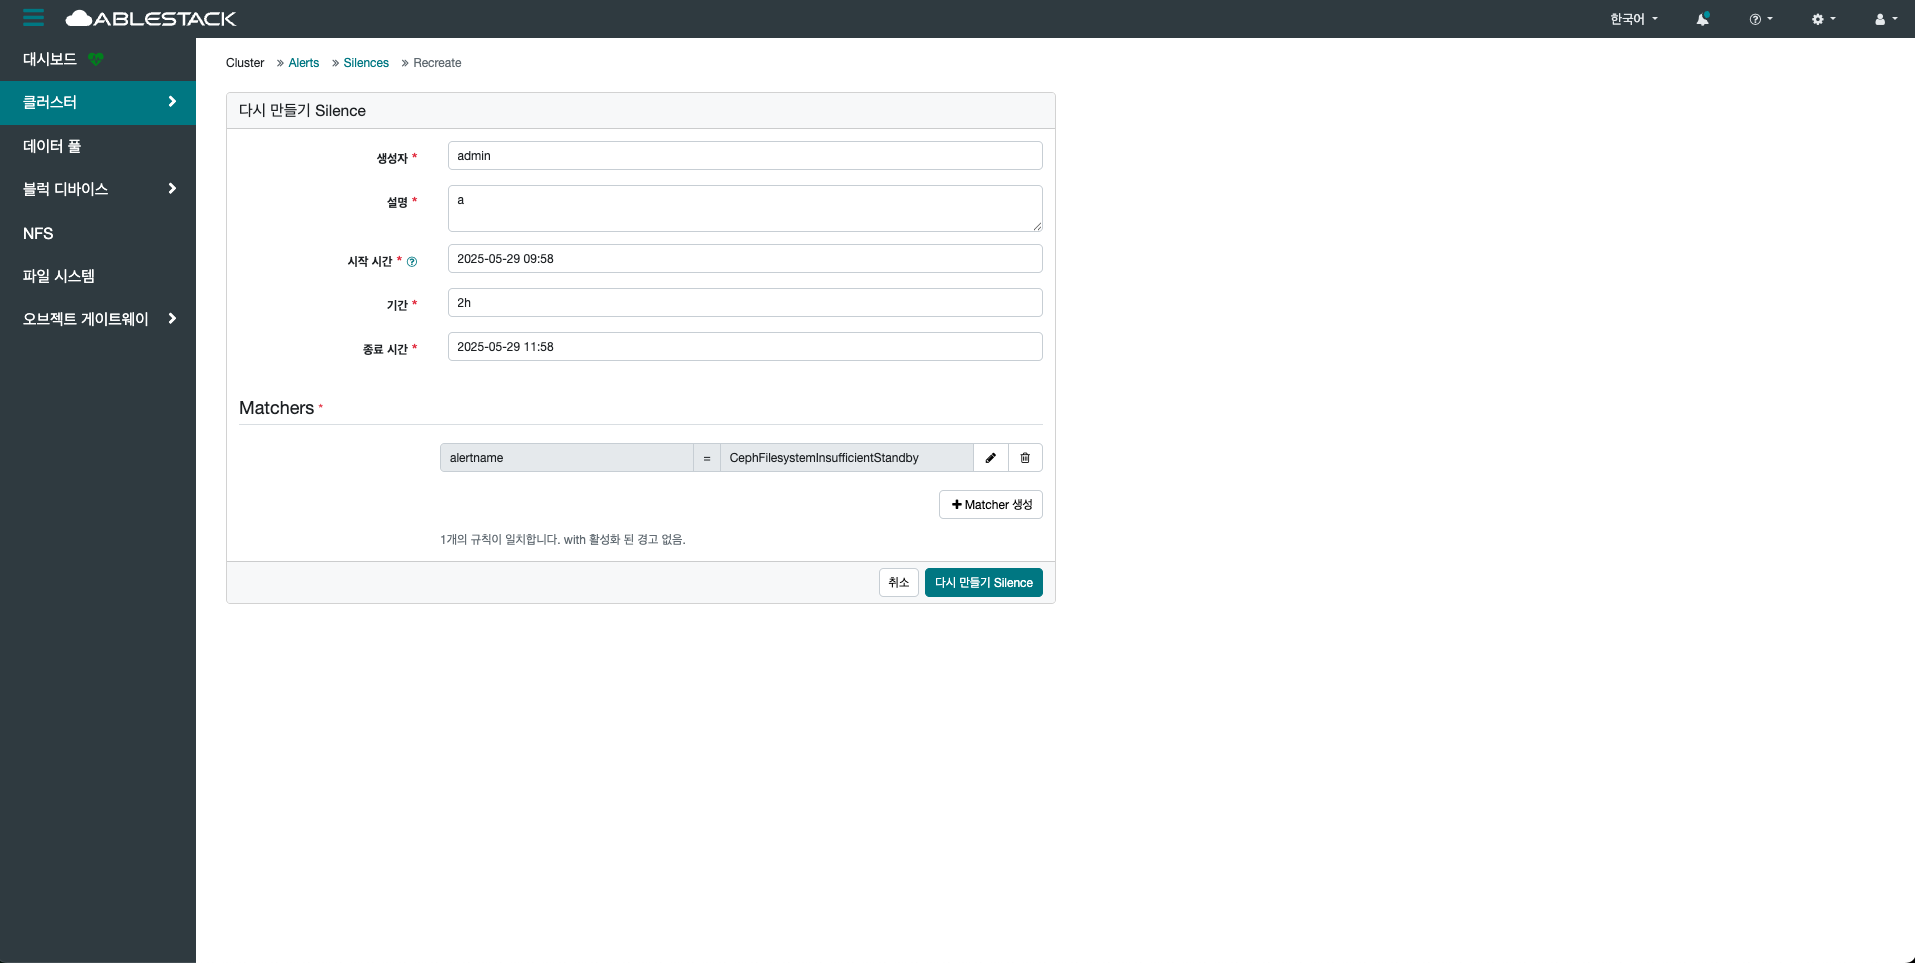 ABLESTACK
한국어
대시보드
클러스터
데이터 풀
블럭 디바이스
NFS
파일 시스템
오브젝트 게이트웨이
Cluster » Alerts » Silences » Recreate
다시 만들기 Silence
생성자 * admin
설명 * a
시작 시간 * 2025-05-29 09:58
기간 * 2h
종료 시간 * 2025-05-29 11:58
Matchers *
alertname = CephFilesystemInsufficientStandby
Matcher 생성
1개의 규칙이 일치합니다. with 활성화 된 경고 없음.
취소 다시 만들기 Silence